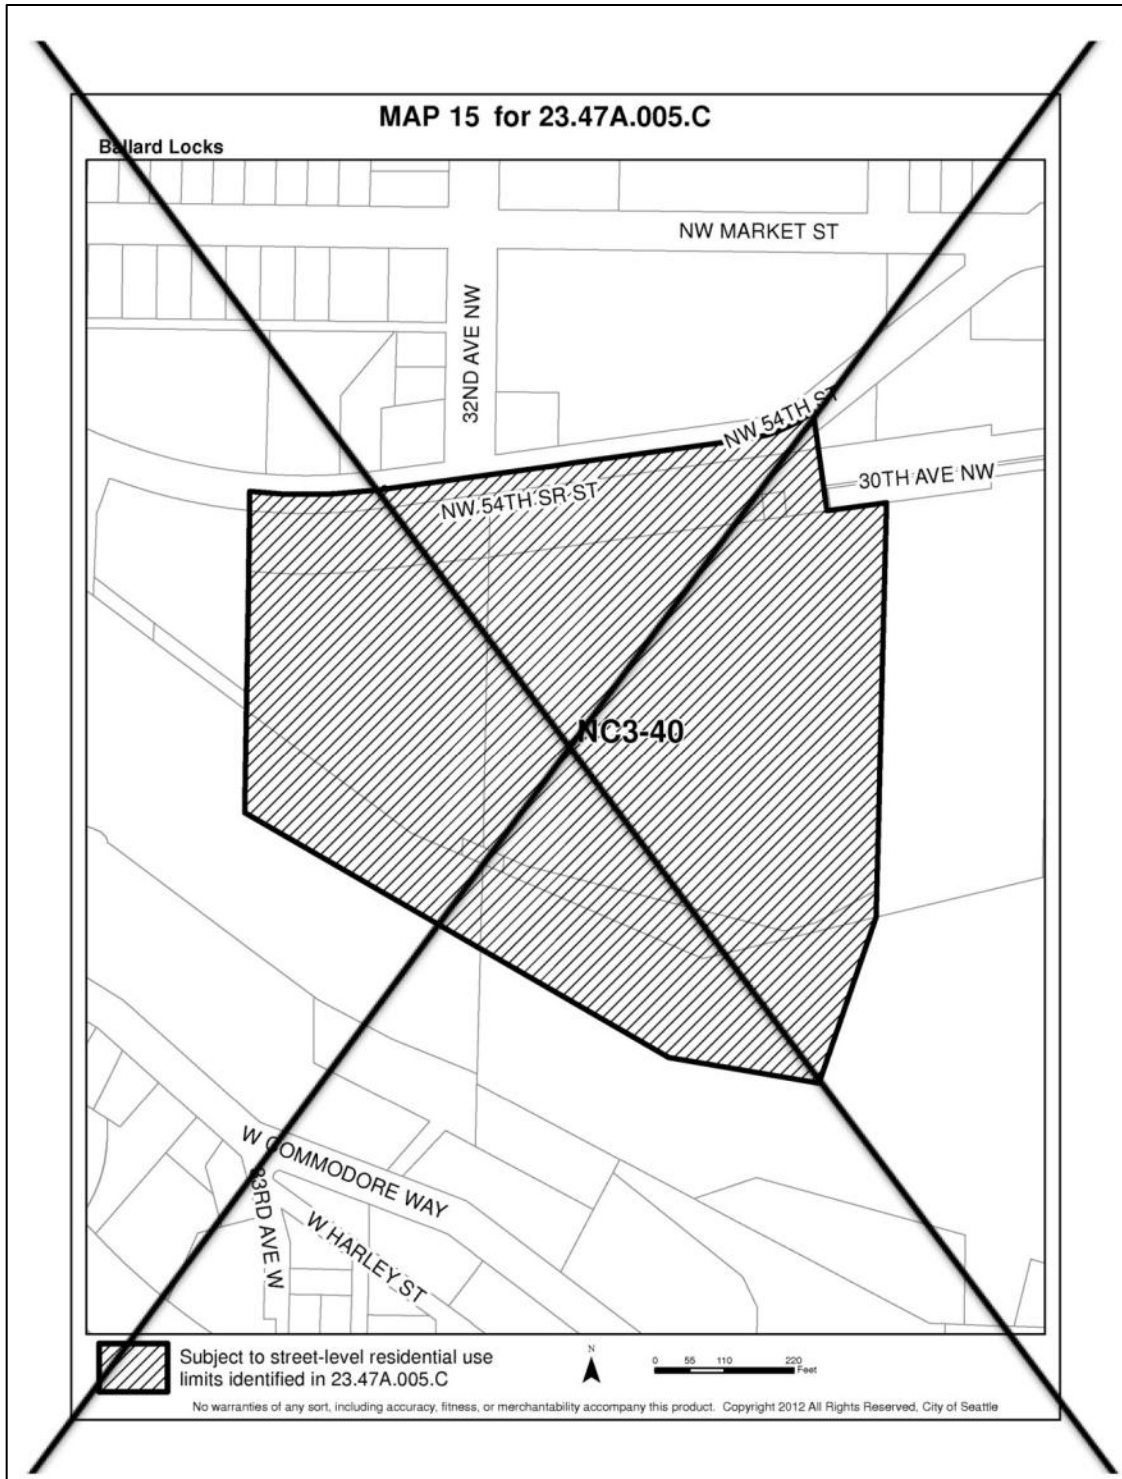 MAP 15 for 23.47A.005.C
Ballard Locks
NW MARKET ST
32ND AVE NW
NW 54TH ST
30TH AVE NW
NW 54TH SR ST
NC3-40
W COMMODORE WAY
33RD AVE W
W HARLEY ST
Subject to street-level residential use
limits identified in 23.47A.005.C
N
0 55 110 220
Feet
No warranties of any sort, including accuracy, fitness, or merchantability accompany this product. Copyright 2012 All Rights Reserved, City of Seattle